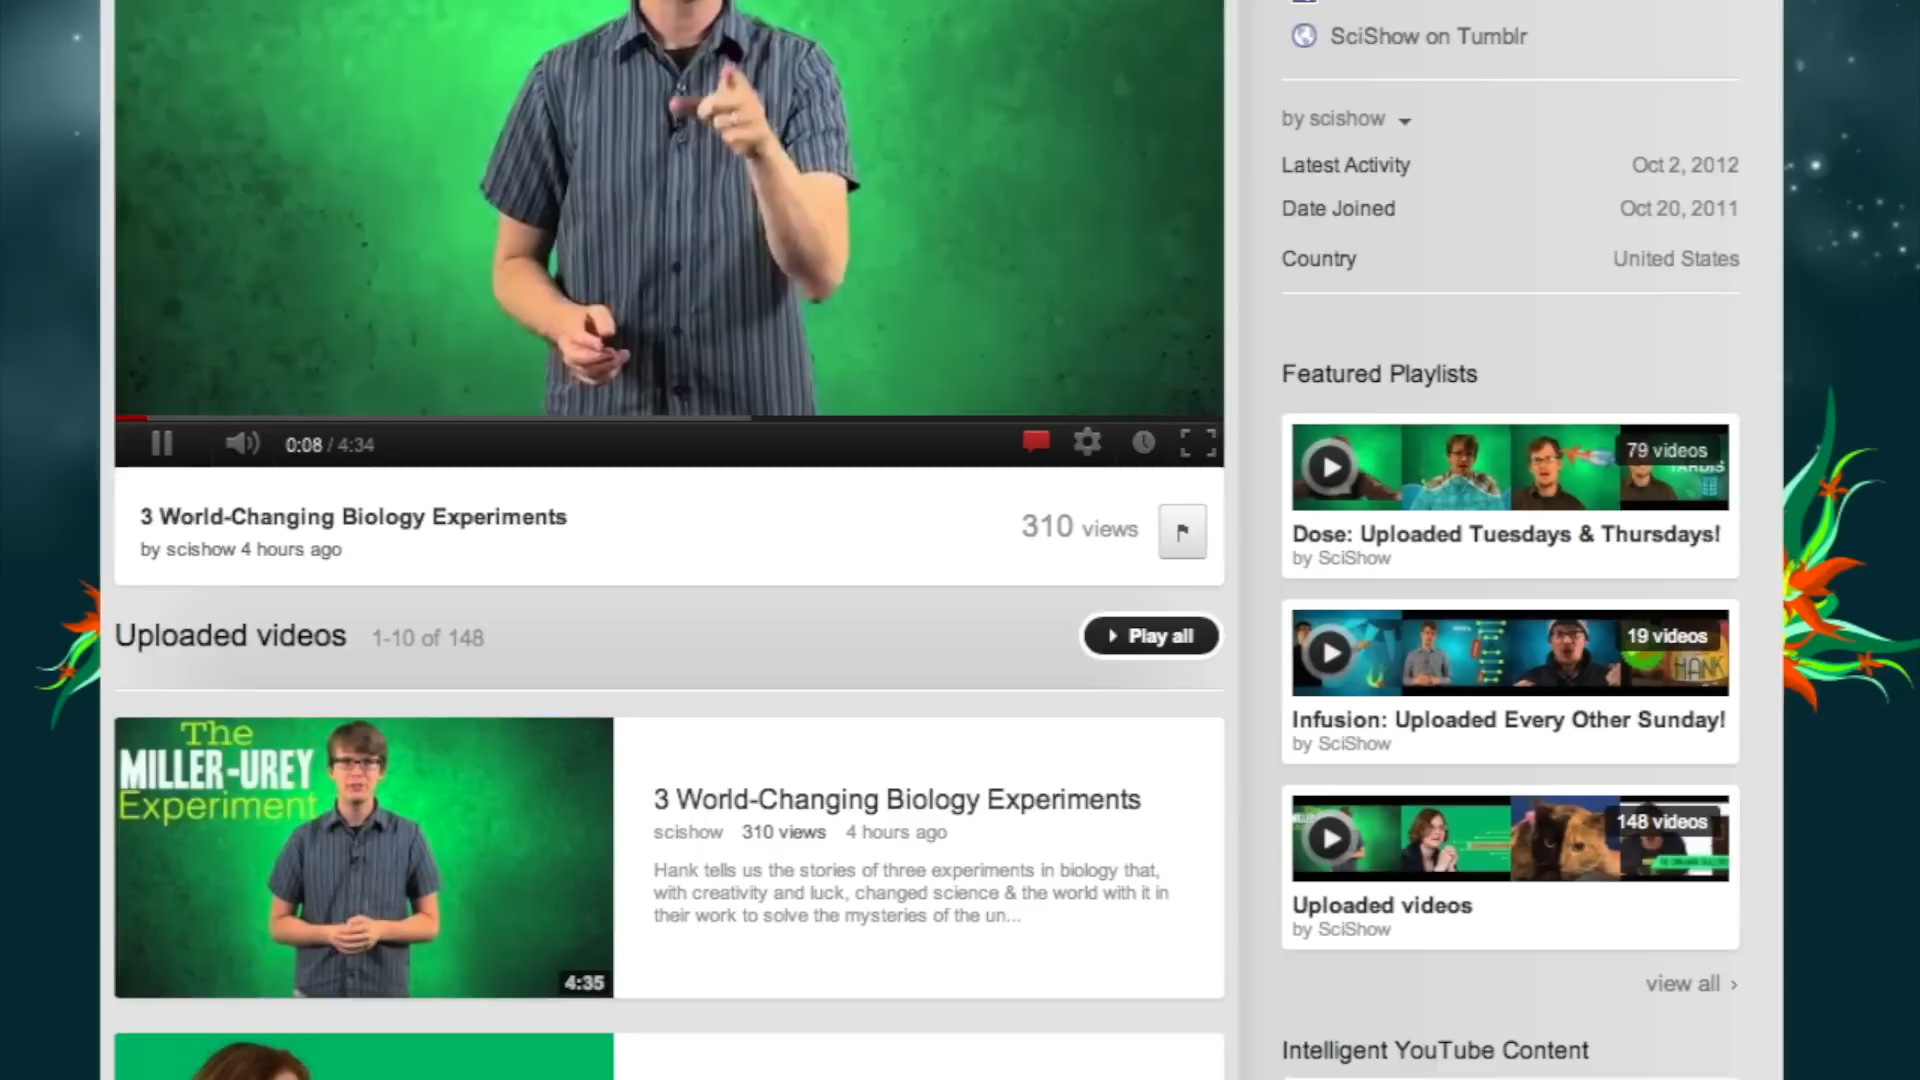 SciShow on Tumblr
by scishow
Latest Activity Oct 2, 2012
Date Joined Oct 20, 2011
Country United States
0:08 / 4:34
3 World-Changing Biology Experiments
by scishow 4 hours ago
310 views
Uploaded videos 1-10 of 148
Play all
The
MILLER-UREY
Experiment
4:35
3 World-Changing Biology Experiments
scishow 310 views 4 hours ago
Hank tells us the stories of three experiments in biology that,
with creativity and luck, changed science & the world with it in
their work to solve the mysteries of the un...
Featured Playlists
79 videos
TARDIS
Dose: Uploaded Tuesdays & Thursdays!
by SciShow
19 videos
HANK
Infusion: Uploaded Every Other Sunday!
by SciShow
The
148 videos
Uploaded videos
by SciShow
view all
Intelligent YouTube Content